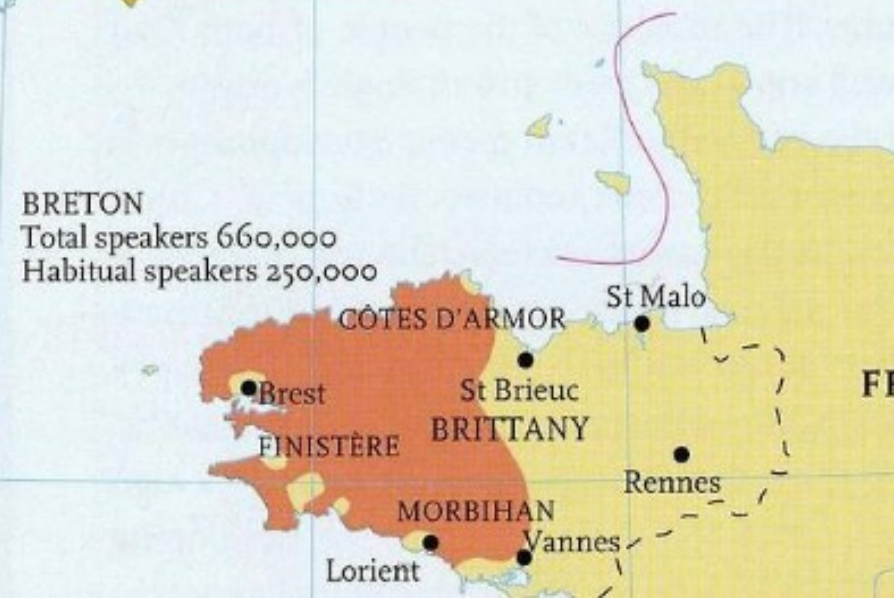 BRETON
Total speakers 660,000
Habitual speakers 250,000
St Malo
CÔTES D'ARMOR
St Brieuc
Brest
BRITTANY
FINISTÈRE
Rennes
MORBIHAN
Vannes
Lorient